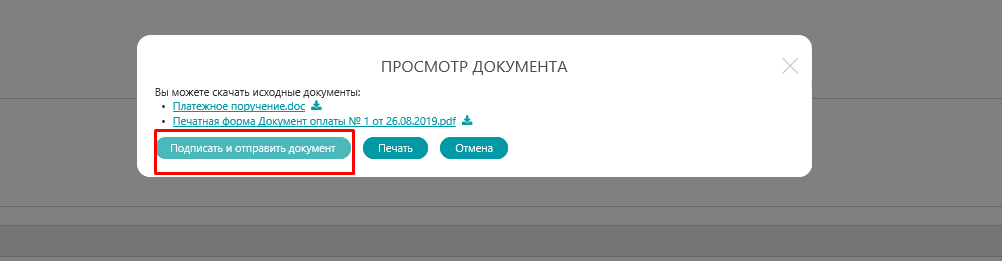 ПРОСМОТР ДОКУМЕНТА
Вы можете скачать исходные документы:
• Платежное поручение.doc
• Печатная форма Документ оплаты № 1 от 26.08.2019.pdf
Подписать и отправить документ Печать Отмена